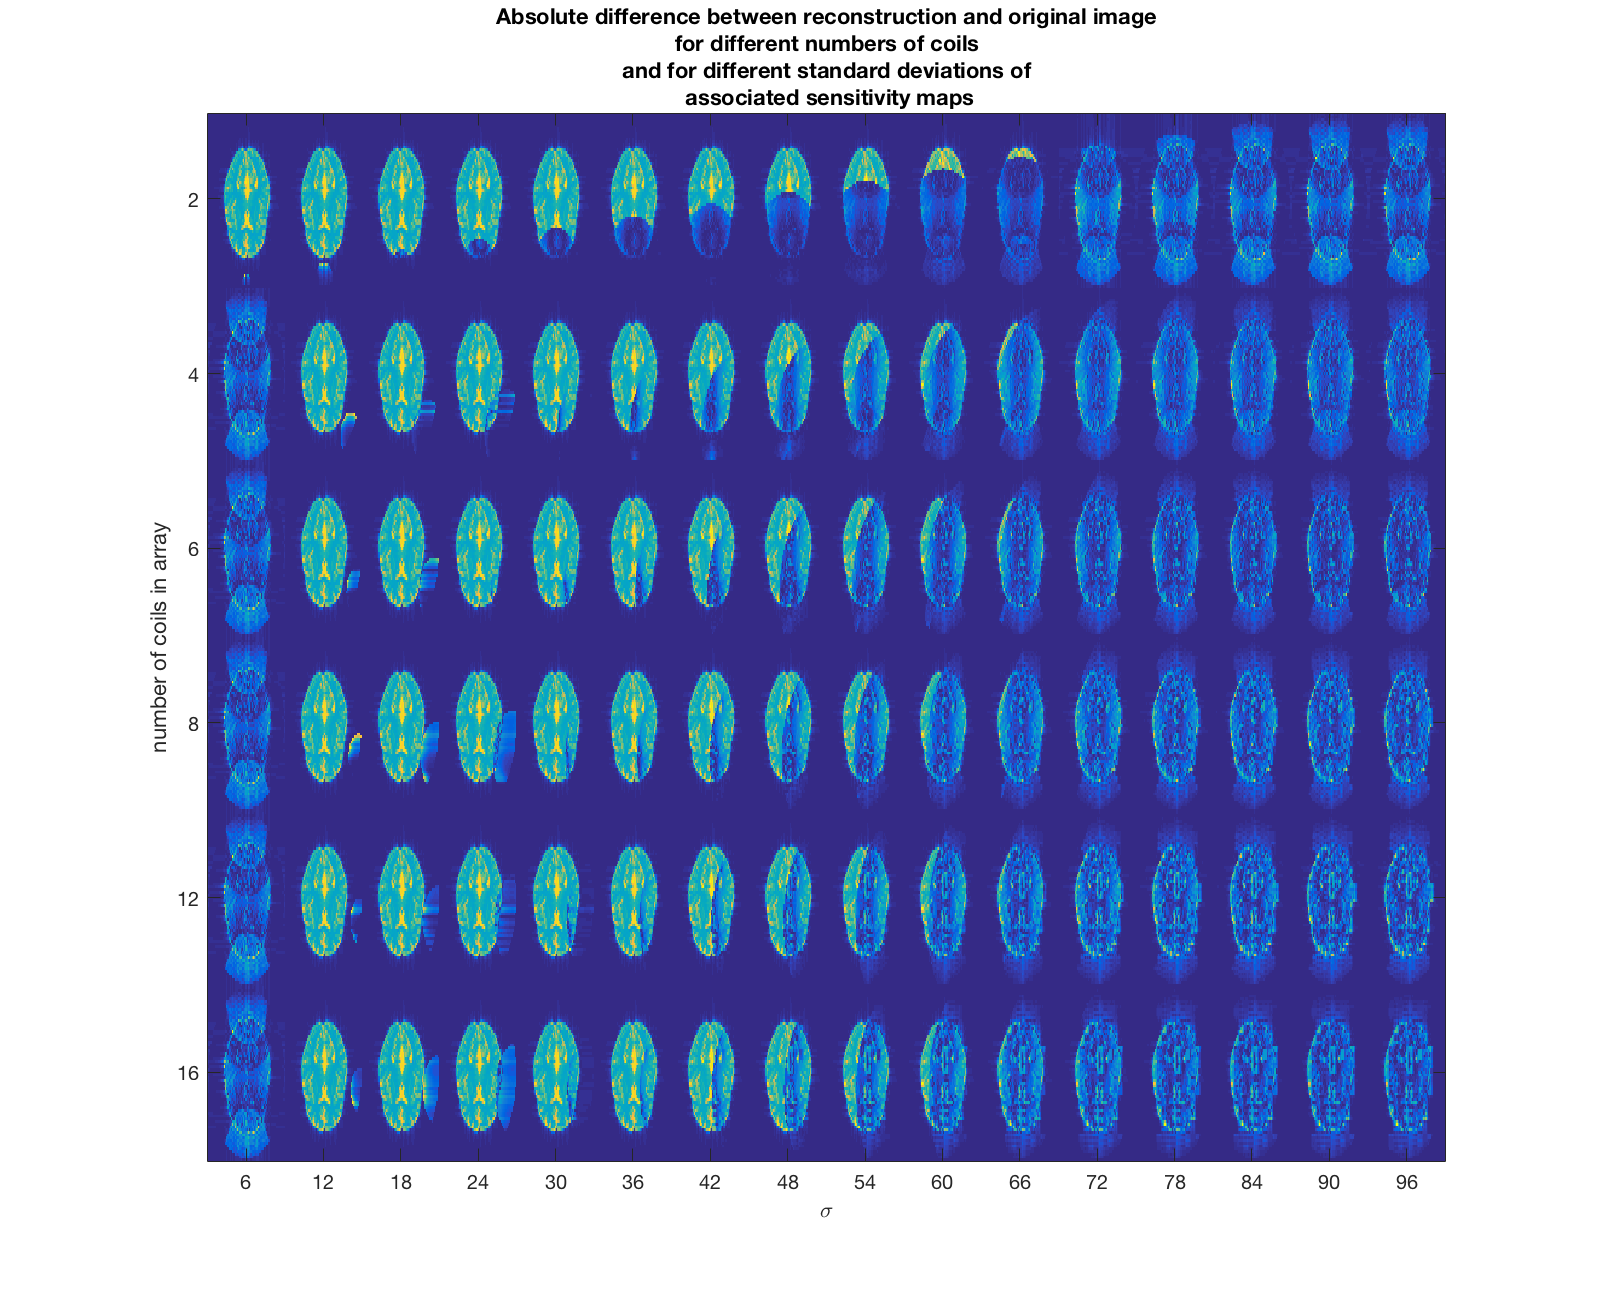 Absolute difference between reconstruction and original image
for different numbers of coils
and for different standard deviations of
associated sensitivity maps
number of coils in array
2
4
6
8
12
16
6 12 18 24 30 36 42 48 54 60 66 72 78 84 90 96
σ